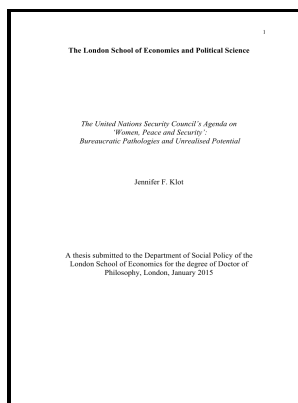 1
The London School of Economics and Political Science
The United Nations Security Council's Agenda on
'Women, Peace and Security':
Bureaucratic Pathologies and Unrealised Potential
Jennifer F. Klot
A thesis submitted to the Department of Social Policy of the
London School of Economics for the degree of Doctor of
Philosophy, London, January 2015